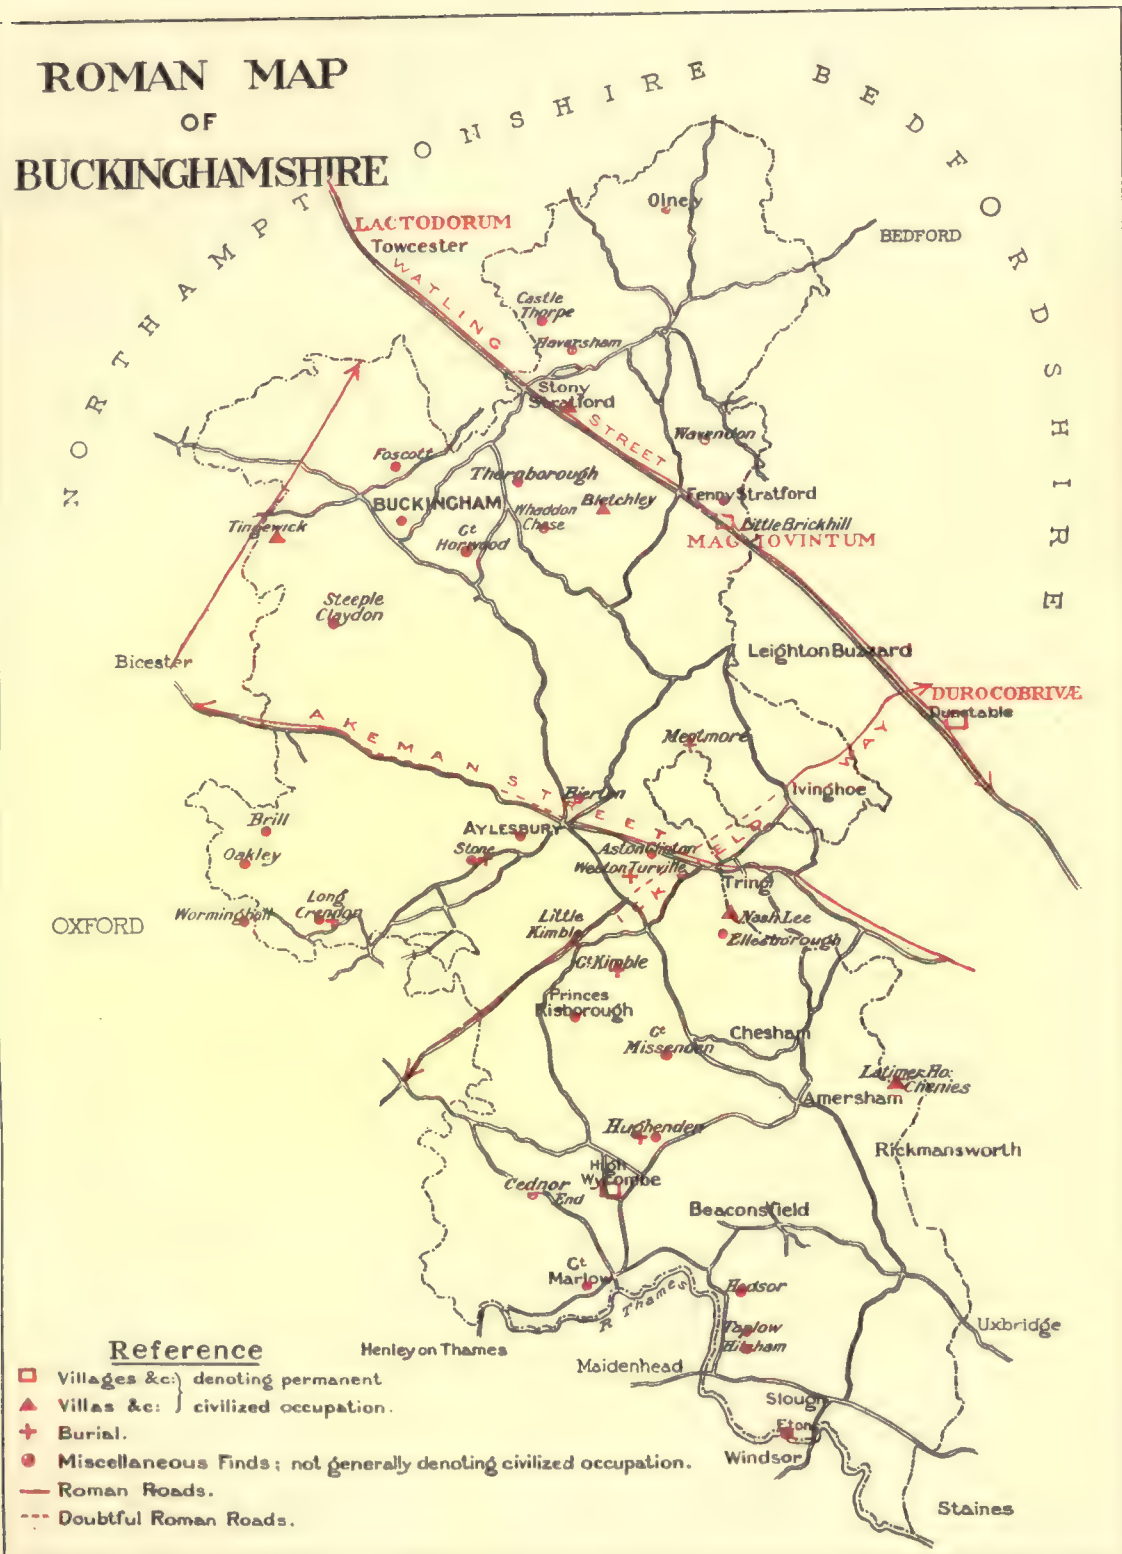 ROMAN MAP
OF
BUCKINGHAMSHIRE
NORTHAMPTONSHIRE
BEDFORDSHIRE
LACTODORUM
Towcester
WATLING
STREET
Olney
BEDFORD
Castle
Thorpe
Haversham
Stony
Stratford
Wavendon
Foscott
Thornborough
BUCKINGHAM
Whaddon
Chase
Bletchley
Fenny Stratford
Little Brickhill
MAGIOVINTUM
Tingewick
Gt
Horwood
Steeple
Claydon
Bicester
Leighton Buzzard
DUROCOBRIVÆ
Dunstable
AKEMAN STREET
Mentmore
WAY
Ivinghoe
Bierton
AYLESBURY
Brill
Stone
Aston Clinton
Oakley
Weston Turville
Tring
Long
Crendon
Worminghall
OXFORD
Little
Kimble
Nash Lee
Ellesborough
Gt Kimble
Princes
Risborough
Gt
Missenden
Chesham
Latimer Ho:
Chenies
Amersham
Hughenden
Rickmansworth
High
Wycombe
Cednor
End
Beaconsfield
Gt
Marlow
R Thames
Hedsor
Taplow
Hitcham
Uxbridge
Henley on Thames
Maidenhead
Slough
Eton
Windsor
Staines
Reference
Villages &c:} denoting permanent
Villas &c: } civilized occupation.
Burial.
Miscellaneous Finds; not generally denoting civilized occupation.
Roman Roads.
Doubtful Roman Roads.